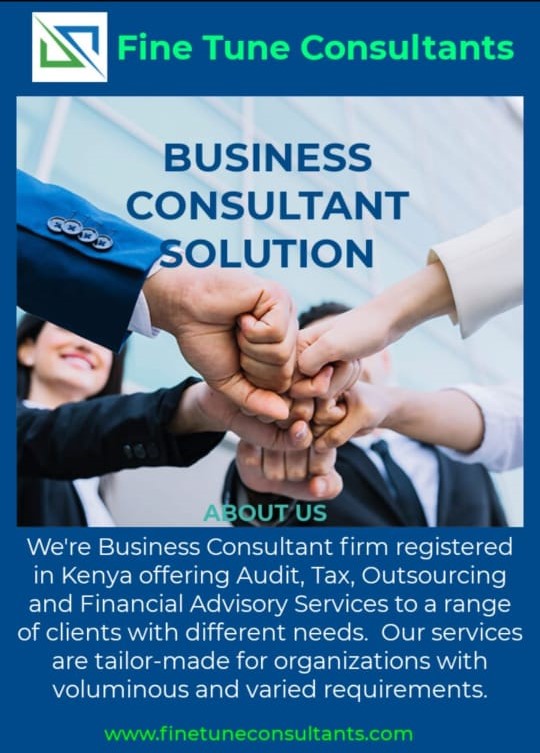 Fine Tune Consultants
BUSINESS
CONSULTANT
SOLUTION
ABOUT US
We're Business Consultant firm registered
in Kenya offering Audit, Tax, Outsourcing
and Financial Advisory Services to a range
of clients with different needs.  Our services
are tailor-made for organizations with
voluminous and varied requirements.
www.finetuneconsultants.com